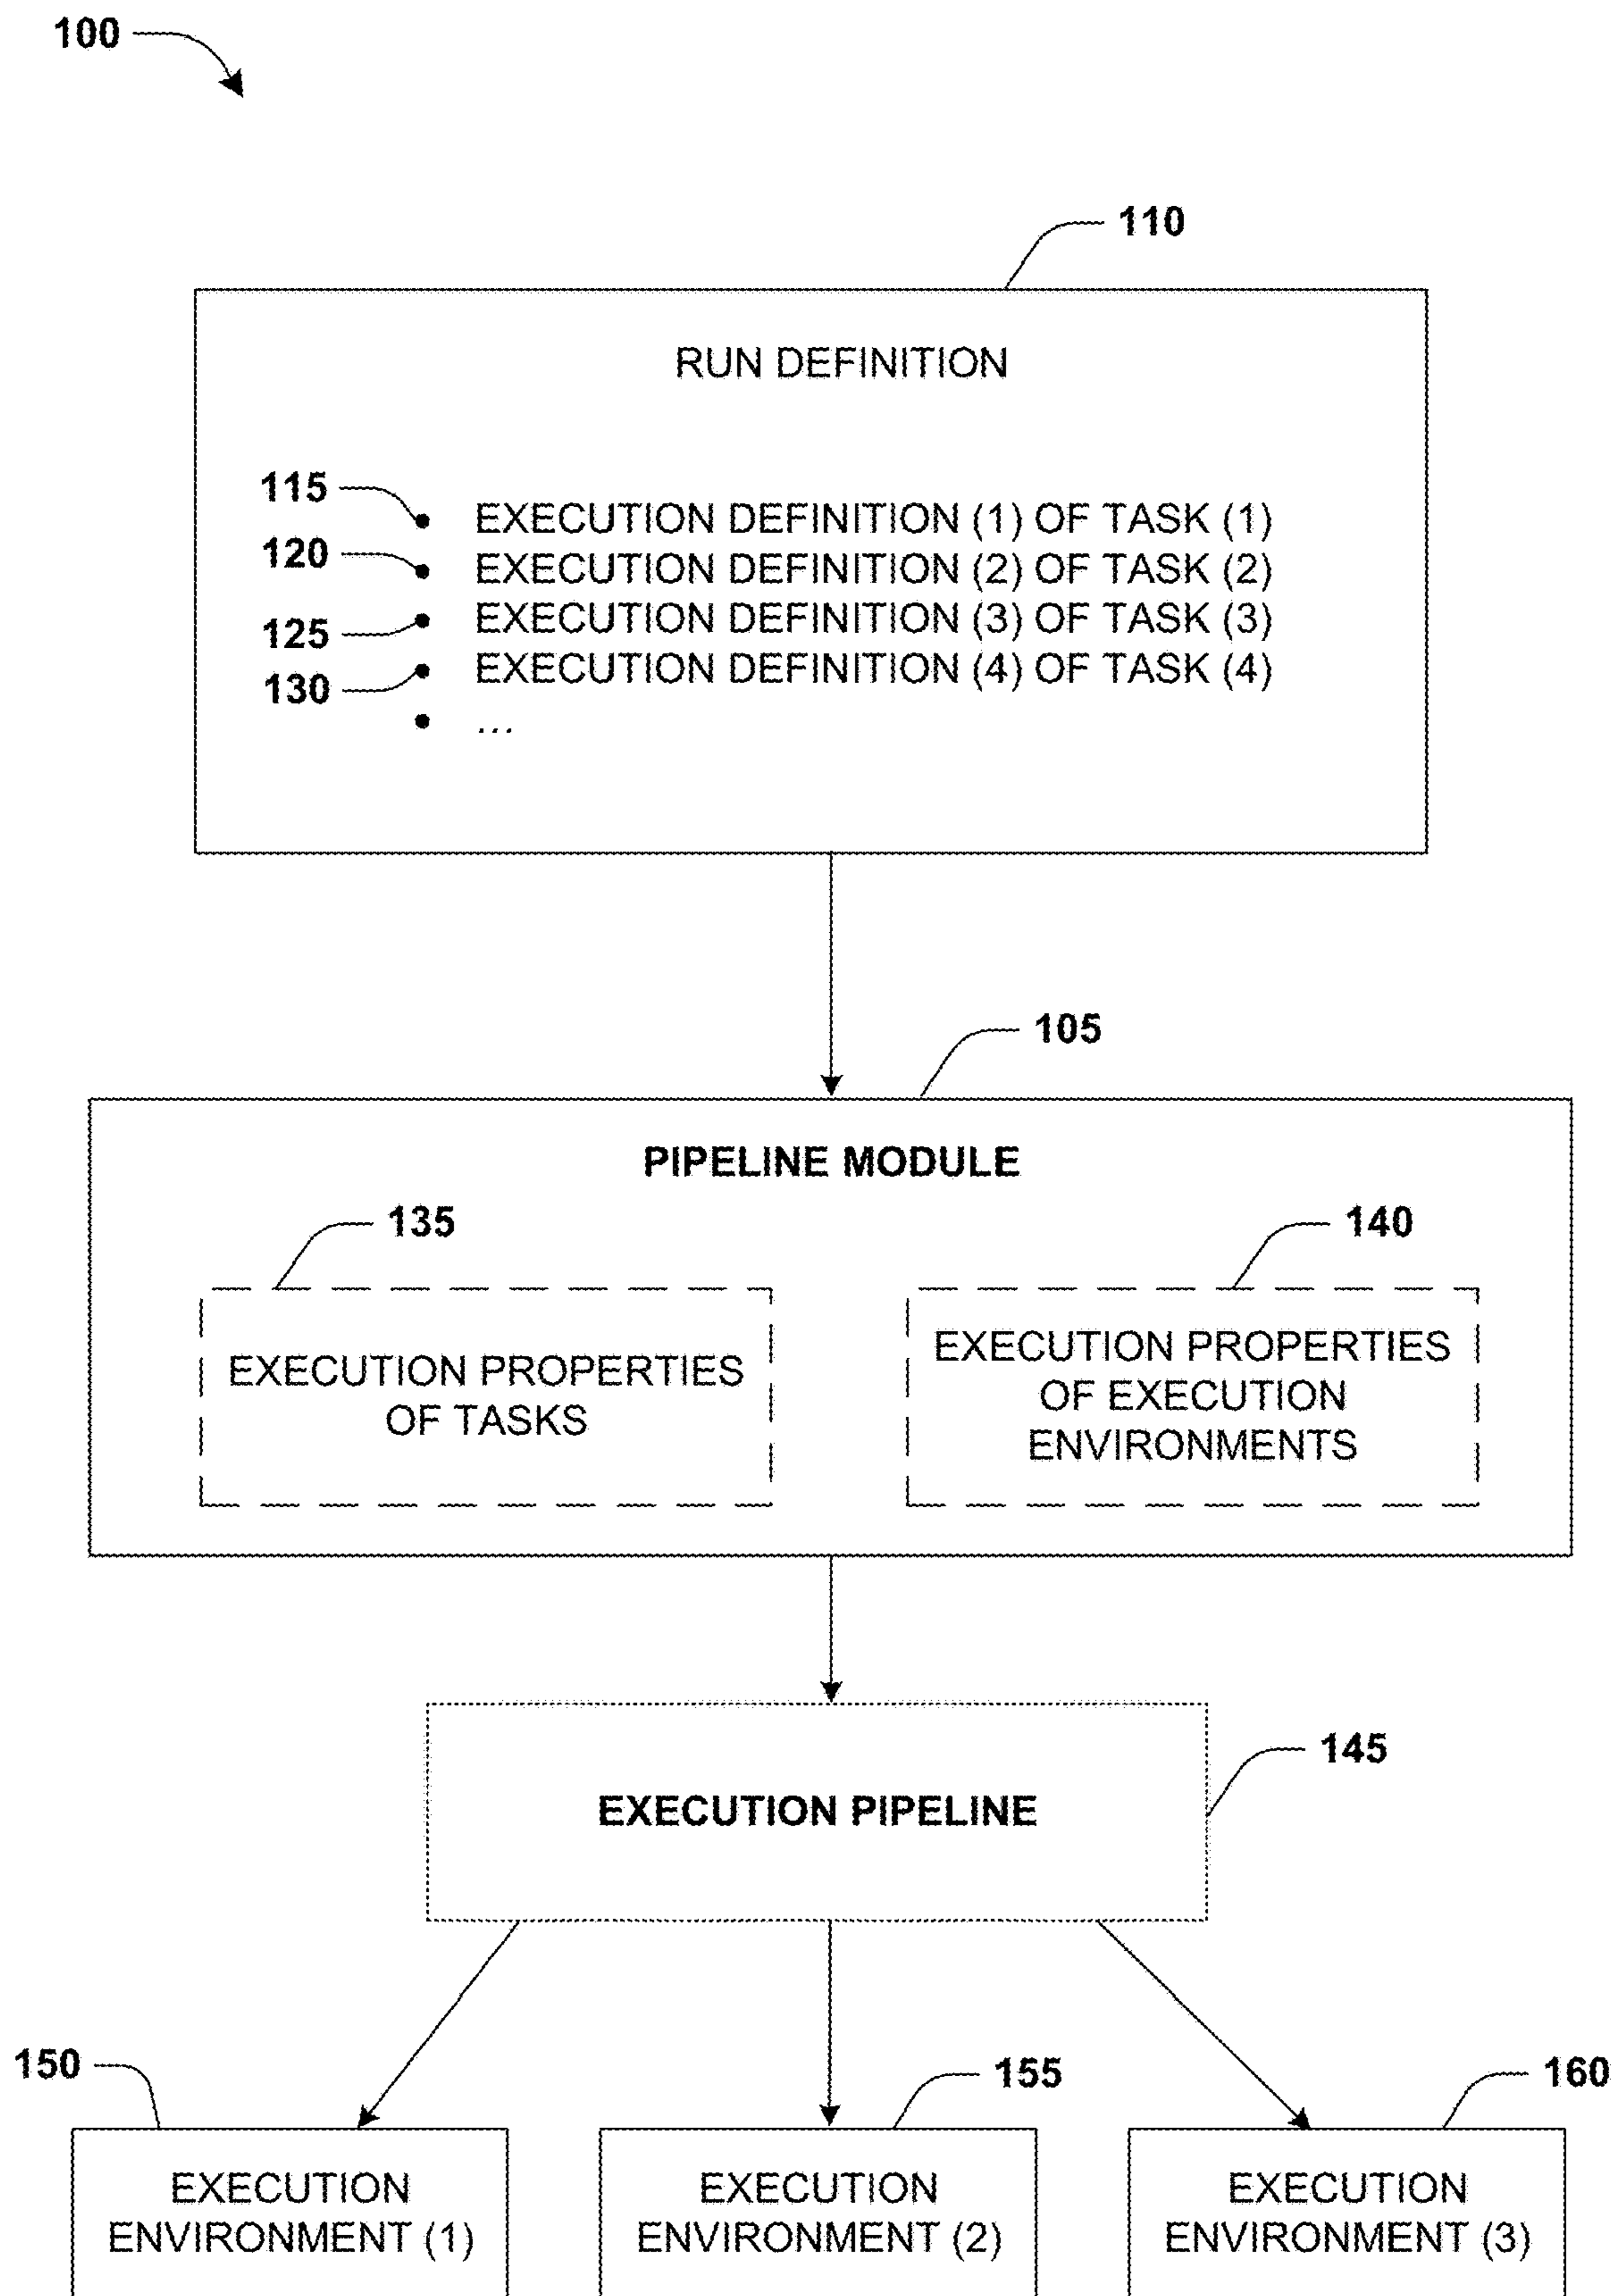 100
110
RUN DEFINITION
115
• EXECUTION DEFINITION (1) OF TASK (1)
120
• EXECUTION DEFINITION (2) OF TASK (2)
125
• EXECUTION DEFINITION (3) OF TASK (3)
130
• EXECUTION DEFINITION (4) OF TASK (4)
• ...
105
PIPELINE MODULE
135
140
EXECUTION PROPERTIES
OF TASKS
EXECUTION PROPERTIES
OF EXECUTION
ENVIRONMENTS
145
EXECUTION PIPELINE
150
155
160
EXECUTION
ENVIRONMENT (1)
EXECUTION
ENVIRONMENT (2)
EXECUTION
ENVIRONMENT (3)